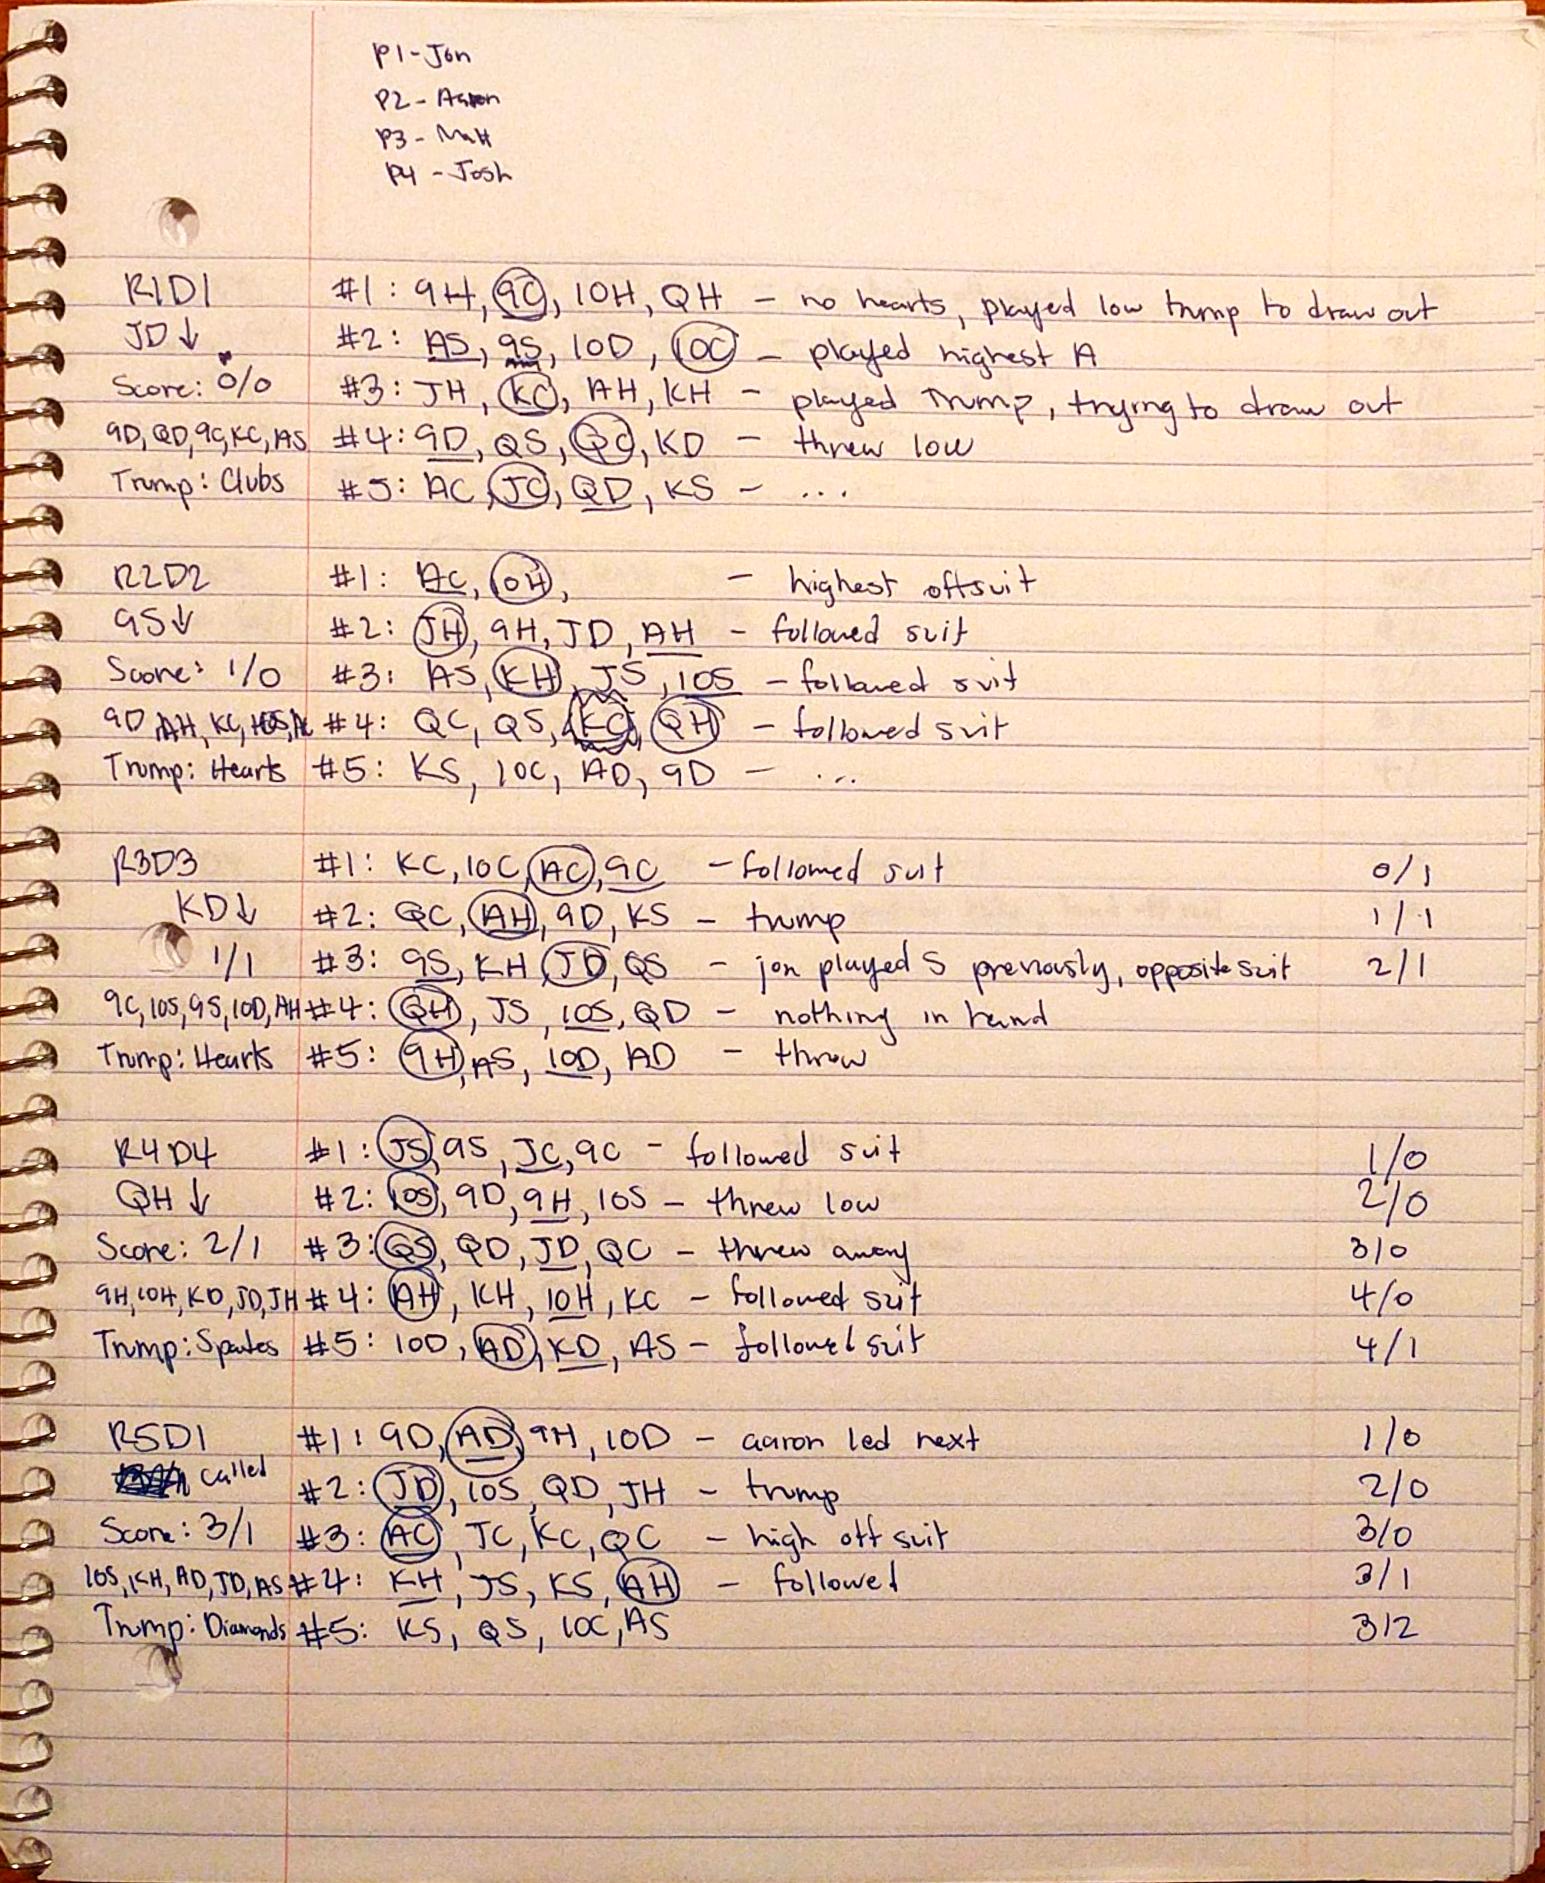 P1-Jon
P2-Aaron
P3-Matt
P4-Josh
R1D1 #1: 9H, 9C, 10H, QH - no hearts, played low trump to draw out
JD↓ #2: AS, 9S, 10D, 10C - played highest A
Score: 0/0 #3: JH, KC, AH, KH - played Trump, trying to draw out
9D, QD, 9C, KC, AS #4: 9D, QS, QC, KD - threw low
Trump: Clubs #5: AC, JC, QD, KS - ...
R2D2 #1: AC, 10H, - highest offsuit
9S↓ #2: JH, 9H, JD, AH - followed suit
Score: 1/0 #3: AS, KH, JS, 10S - followed suit
9D, AH, KC, 10S, AC #4: QC, QS, KC, QH - followed suit
Trump: Hearts #5: KS, 10C, AD, 9D - ...
R3D3 #1: KC, 10C, AC, 9C - followed suit 0/1
KD↓ #2: QC, AH, 9D, KS - trump 1/1
1/1 #3: 9S, KH, JD, QS - jon played S previously, opposite suit 2/1
9C, 10S, 9S, 10D, AH #4: QH, JS, 10S, QD - nothing in hand
Trump: Hearts #5: 9H, AS, 10D, AD - threw
R4D4 #1: JS, 9S, JC, 9C - followed suit 1/0
QH↓ #2: 10S, 9D, 9H, 10S - threw low 2/0
Score: 2/1 #3: QS, QD, JD, QC - threw away 3/0
9H, 10H, KD, JD, JH #4: AH, KH, 10H, KC - followed suit 4/0
Trump: Spades #5: 10D, AD, KD, AS - followed suit 4/1
R5D1 #1: 9D, AD, 9H, 10D - aaron led next 1/0
called #2: JD, 10S, QD, JH - trump 2/0
Score: 3/1 #3: AC, JC, KC, QC - high off suit 3/0
10S, KH, AD, JD, AS #4: KH, JS, KS, AH - followed 3/1
Trump: Diamonds #5: KS, QS, 10C, AS 3/2